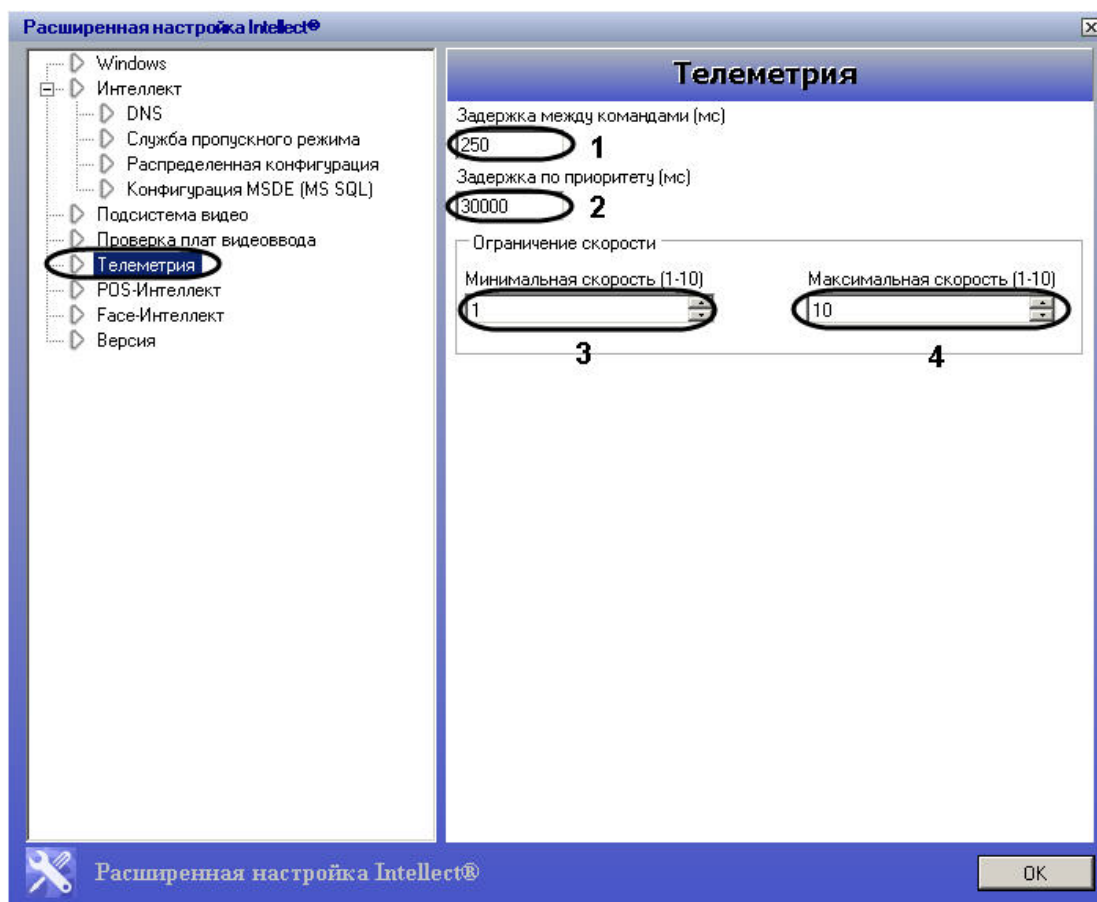 Расширенная настройка Intellect®
Windows
Интеллект
DNS
Служба пропускного режима
Распределенная конфигурация
Конфигурация MSDE (MS SQL)
Подсистема видео
Проверка плат видеоввода
Телеметрия
POS-Интеллект
Face-Интеллект
Версия
Телеметрия
Задержка между командами (мс)
250 1
Задержка по приоритету (мс)
30000 2
Ограничение скорости
Минимальная скорость (1-10) Максимальная скорость (1-10)
1 10
3 4
Расширенная настройка Intellect®
OK